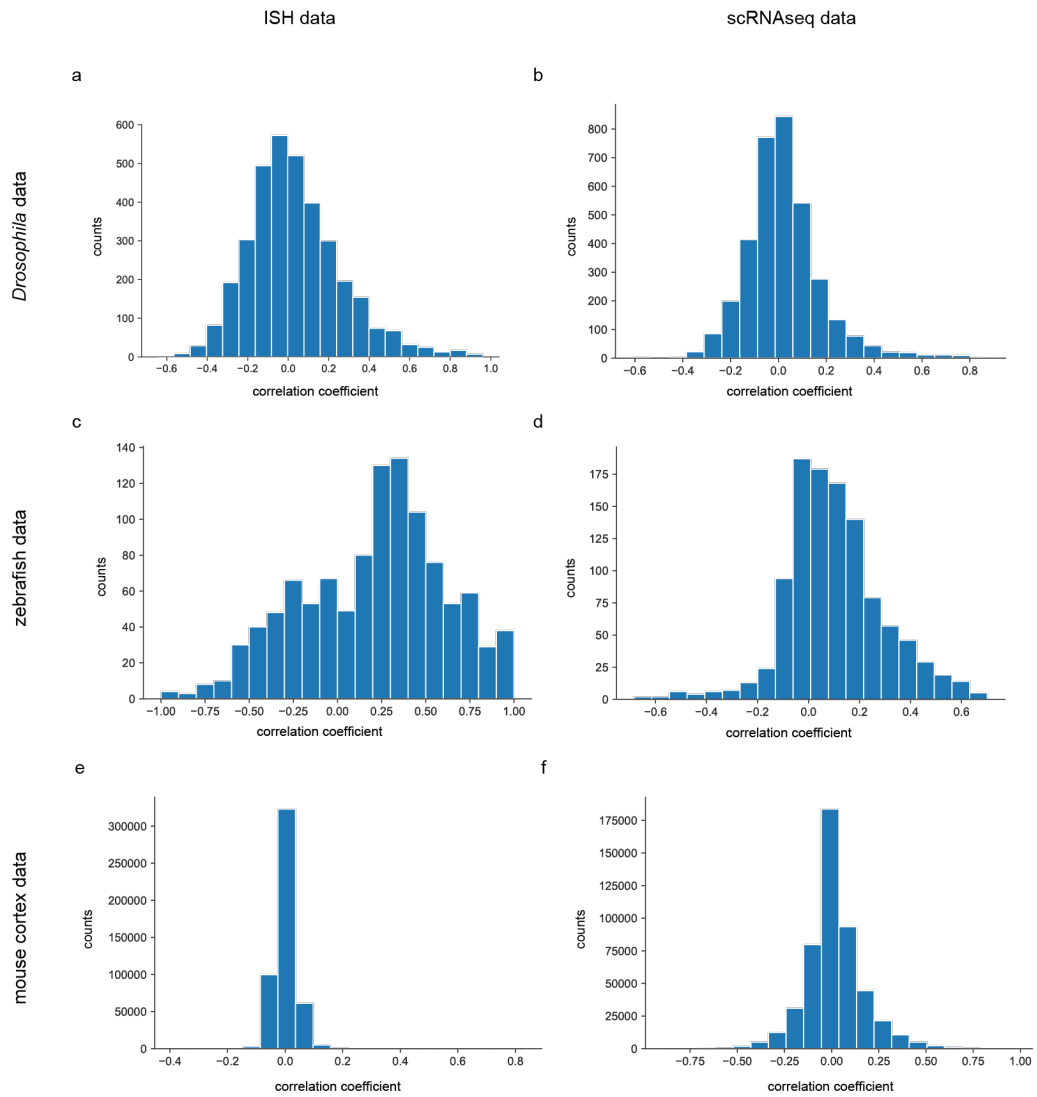 ISH data
scRNAseq data
Drosophila data
a
600
500
400
300
200
100
0
counts
−0.6 −0.4 −0.2 0.0 0.2 0.4 0.6 0.8 1.0
correlation coefficient
b
800
700
600
500
400
300
200
100
0
counts
−0.6 −0.4 −0.2 0.0 0.2 0.4 0.6 0.8
correlation coefficient
zebrafish data
c
140
120
100
80
60
40
20
0
counts
−1.00 −0.75 −0.50 −0.25 0.00 0.25 0.50 0.75 1.00
correlation coefficient
d
175
150
125
100
75
50
25
0
counts
−0.6 −0.4 −0.2 0.0 0.2 0.4 0.6
correlation coefficient
mouse cortex data
e
300000
250000
200000
150000
100000
50000
0
counts
−0.4 −0.2 0.0 0.2 0.4 0.6 0.8
correlation coefficient
f
175000
150000
125000
100000
75000
50000
25000
0
counts
−0.75 −0.50 −0.25 0.00 0.25 0.50 0.75 1.00
correlation coefficient